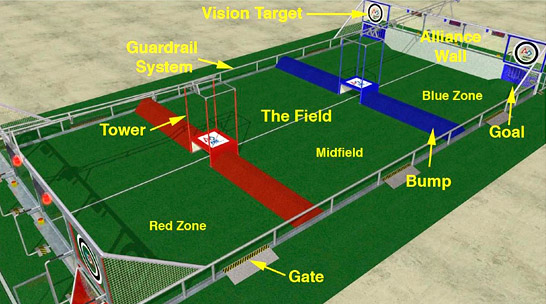 Vision Target
Guardrail
System
Alliance
Wall
Blue Zone
The Field
Tower
Goal
Midfield
Bump
Red Zone
Gate